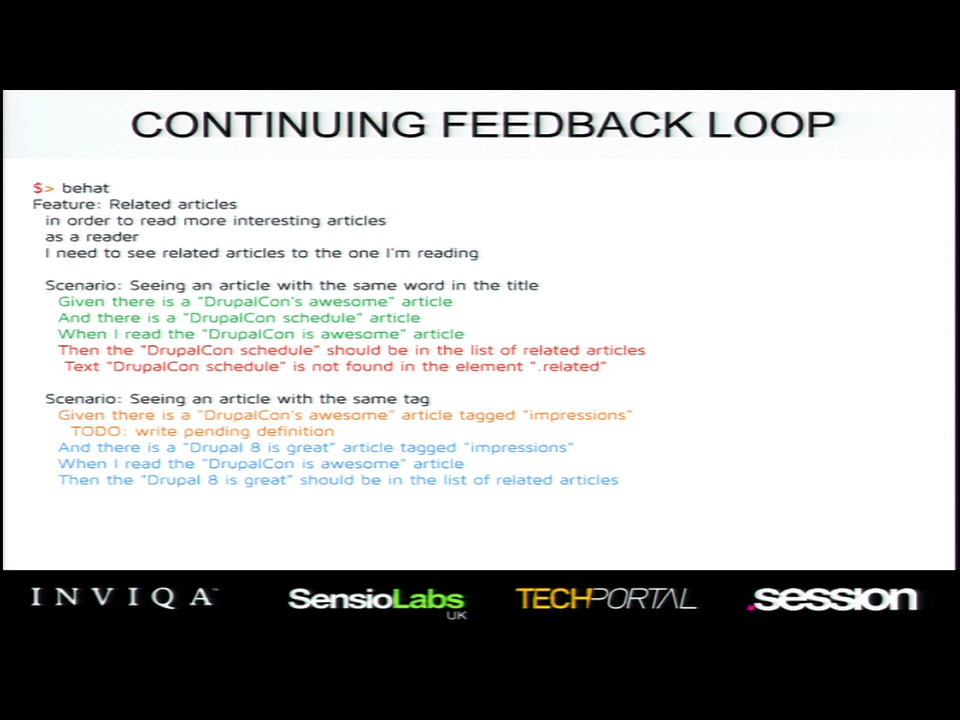 CONTINUING FEEDBACK LOOP
$> behat
Feature: Related articles
in order to read more interesting articles
as a reader
I need to see related articles to the one I'm reading
Scenario: Seeing an article with the same word in the title
Given there is a "DrupalCon's awesome" article
And there is a "DrupalCon schedule" article
When I read the "DrupalCon is awesome" article
Then the "DrupalCon schedule" should be in the list of related articles
Text "DrupalCon schedule" is not found in the element ".related"
Scenario: Seeing an article with the same tag
Given there is a "DrupalCon's awesome" article tagged "impressions"
TODO: write pending definition
And there is a "Drupal 8 is great" article tagged "impressions"
When I read the "DrupalCon is awesome" article
Then the "Drupal 8 is great" should be in the list of related articles
INVIQA™ SensioLabs TECHPORTAL .session
UK